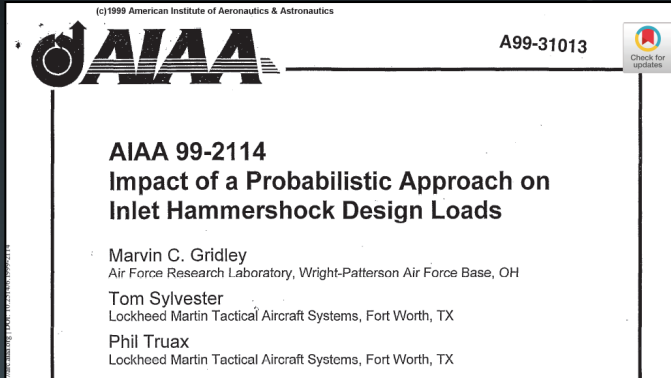 (c)1999 American Institute of Aeronautics & Astronautics
AIAA
A99-31013
Check for
updates
AIAA 99-2114
Impact of a Probabilistic Approach on
Inlet Hammershock Design Loads
Marvin C. Gridley
Air Force Research Laboratory, Wright-Patterson Air Force Base, OH
Tom Sylvester
Lockheed Martin Tactical Aircraft Systems, Fort Worth, TX
Phil Truax
Lockheed Martin Tactical Aircraft Systems, Fort Worth, TX